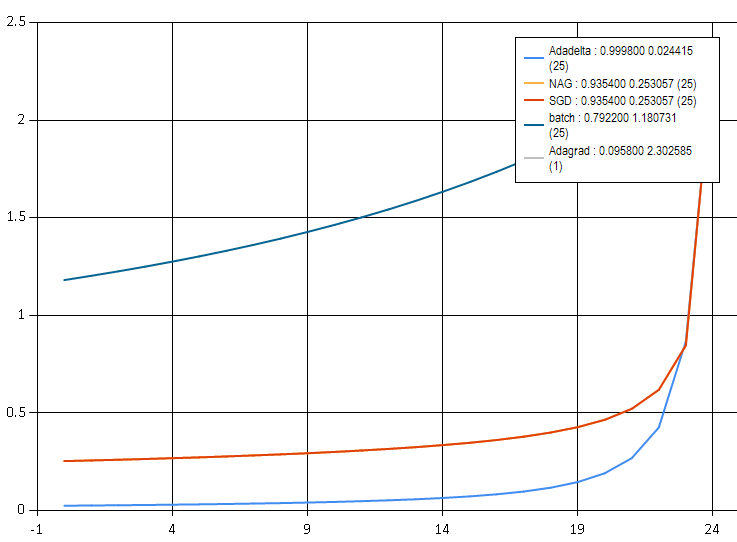 2.5
Adadelta : 0.999800 0.024415
(25)
NAG : 0.935400 0.253057 (25)
SGD : 0.935400 0.253057 (25)
batch : 0.792200 1.180731
(25)
Adagrad : 0.095800 2.302585
(1)
2
1.5
1
0.5
0
-1 4 9 14 19 24